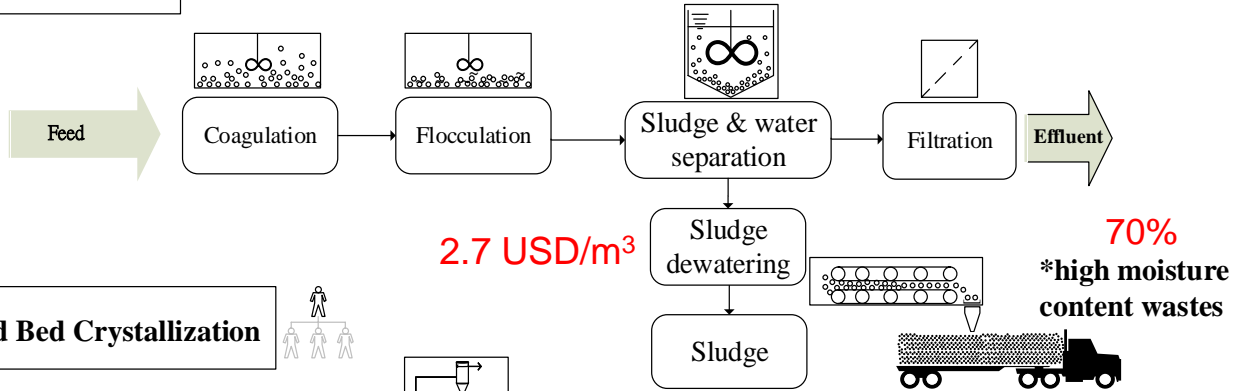 Feed
Coagulation
Flocculation
Sludge & water
separation
Filtration
Effluent
2.7 USD/m³
Sludge
dewatering
70%
*high moisture
content wastes
Bed Crystallization
Sludge